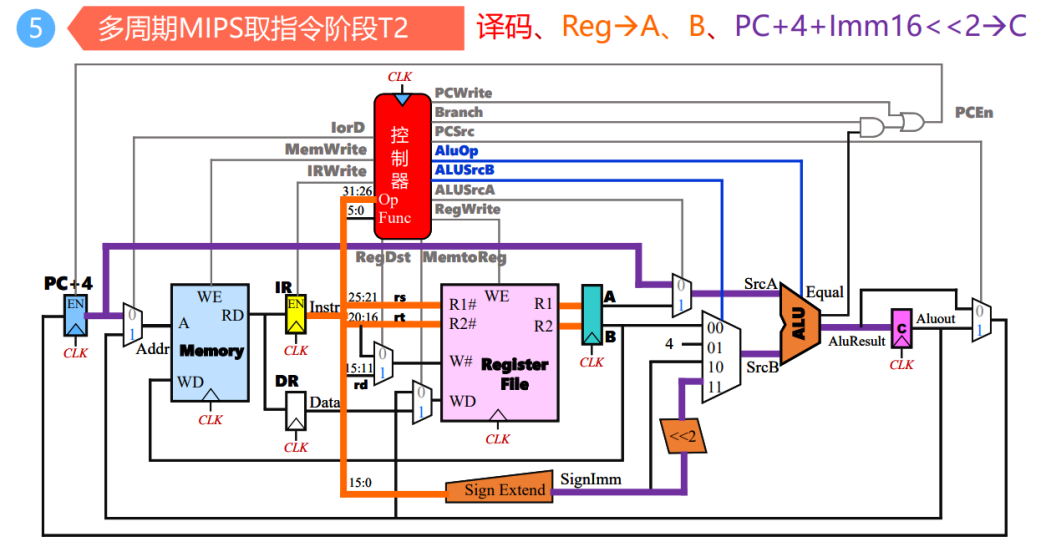 5 多周期MIPS取指令阶段T2 译码、Reg→A、B、PC+4+Imm16<<2→C
CLK
PCWrite
Branch
PCEn
IorD
控制器
PCSrc
MemWrite
AluOp
IRWrite
ALUSrcB
31:26
Op
ALUSrcA
5:0
Func
RegWrite
RegDst MemtoReg
PC+4
EN
CLK
0
1
Addr
WE
A
RD
Memory
WD
CLK
IR
EN
Instr
CLK
DR
Data
CLK
25:21 rs
20:16 rt
15:11
rd
0
1
0
1
WE
R1#
R1
R2#
R2
W#
Register
File
WD
CLK
A
B
CLK
0
1
SrcA
4
00
01
10
11
SrcB
Equal
ALU
AluResult
C
CLK
Aluout
0
1
<<2
15:0
Sign Extend
SignImm